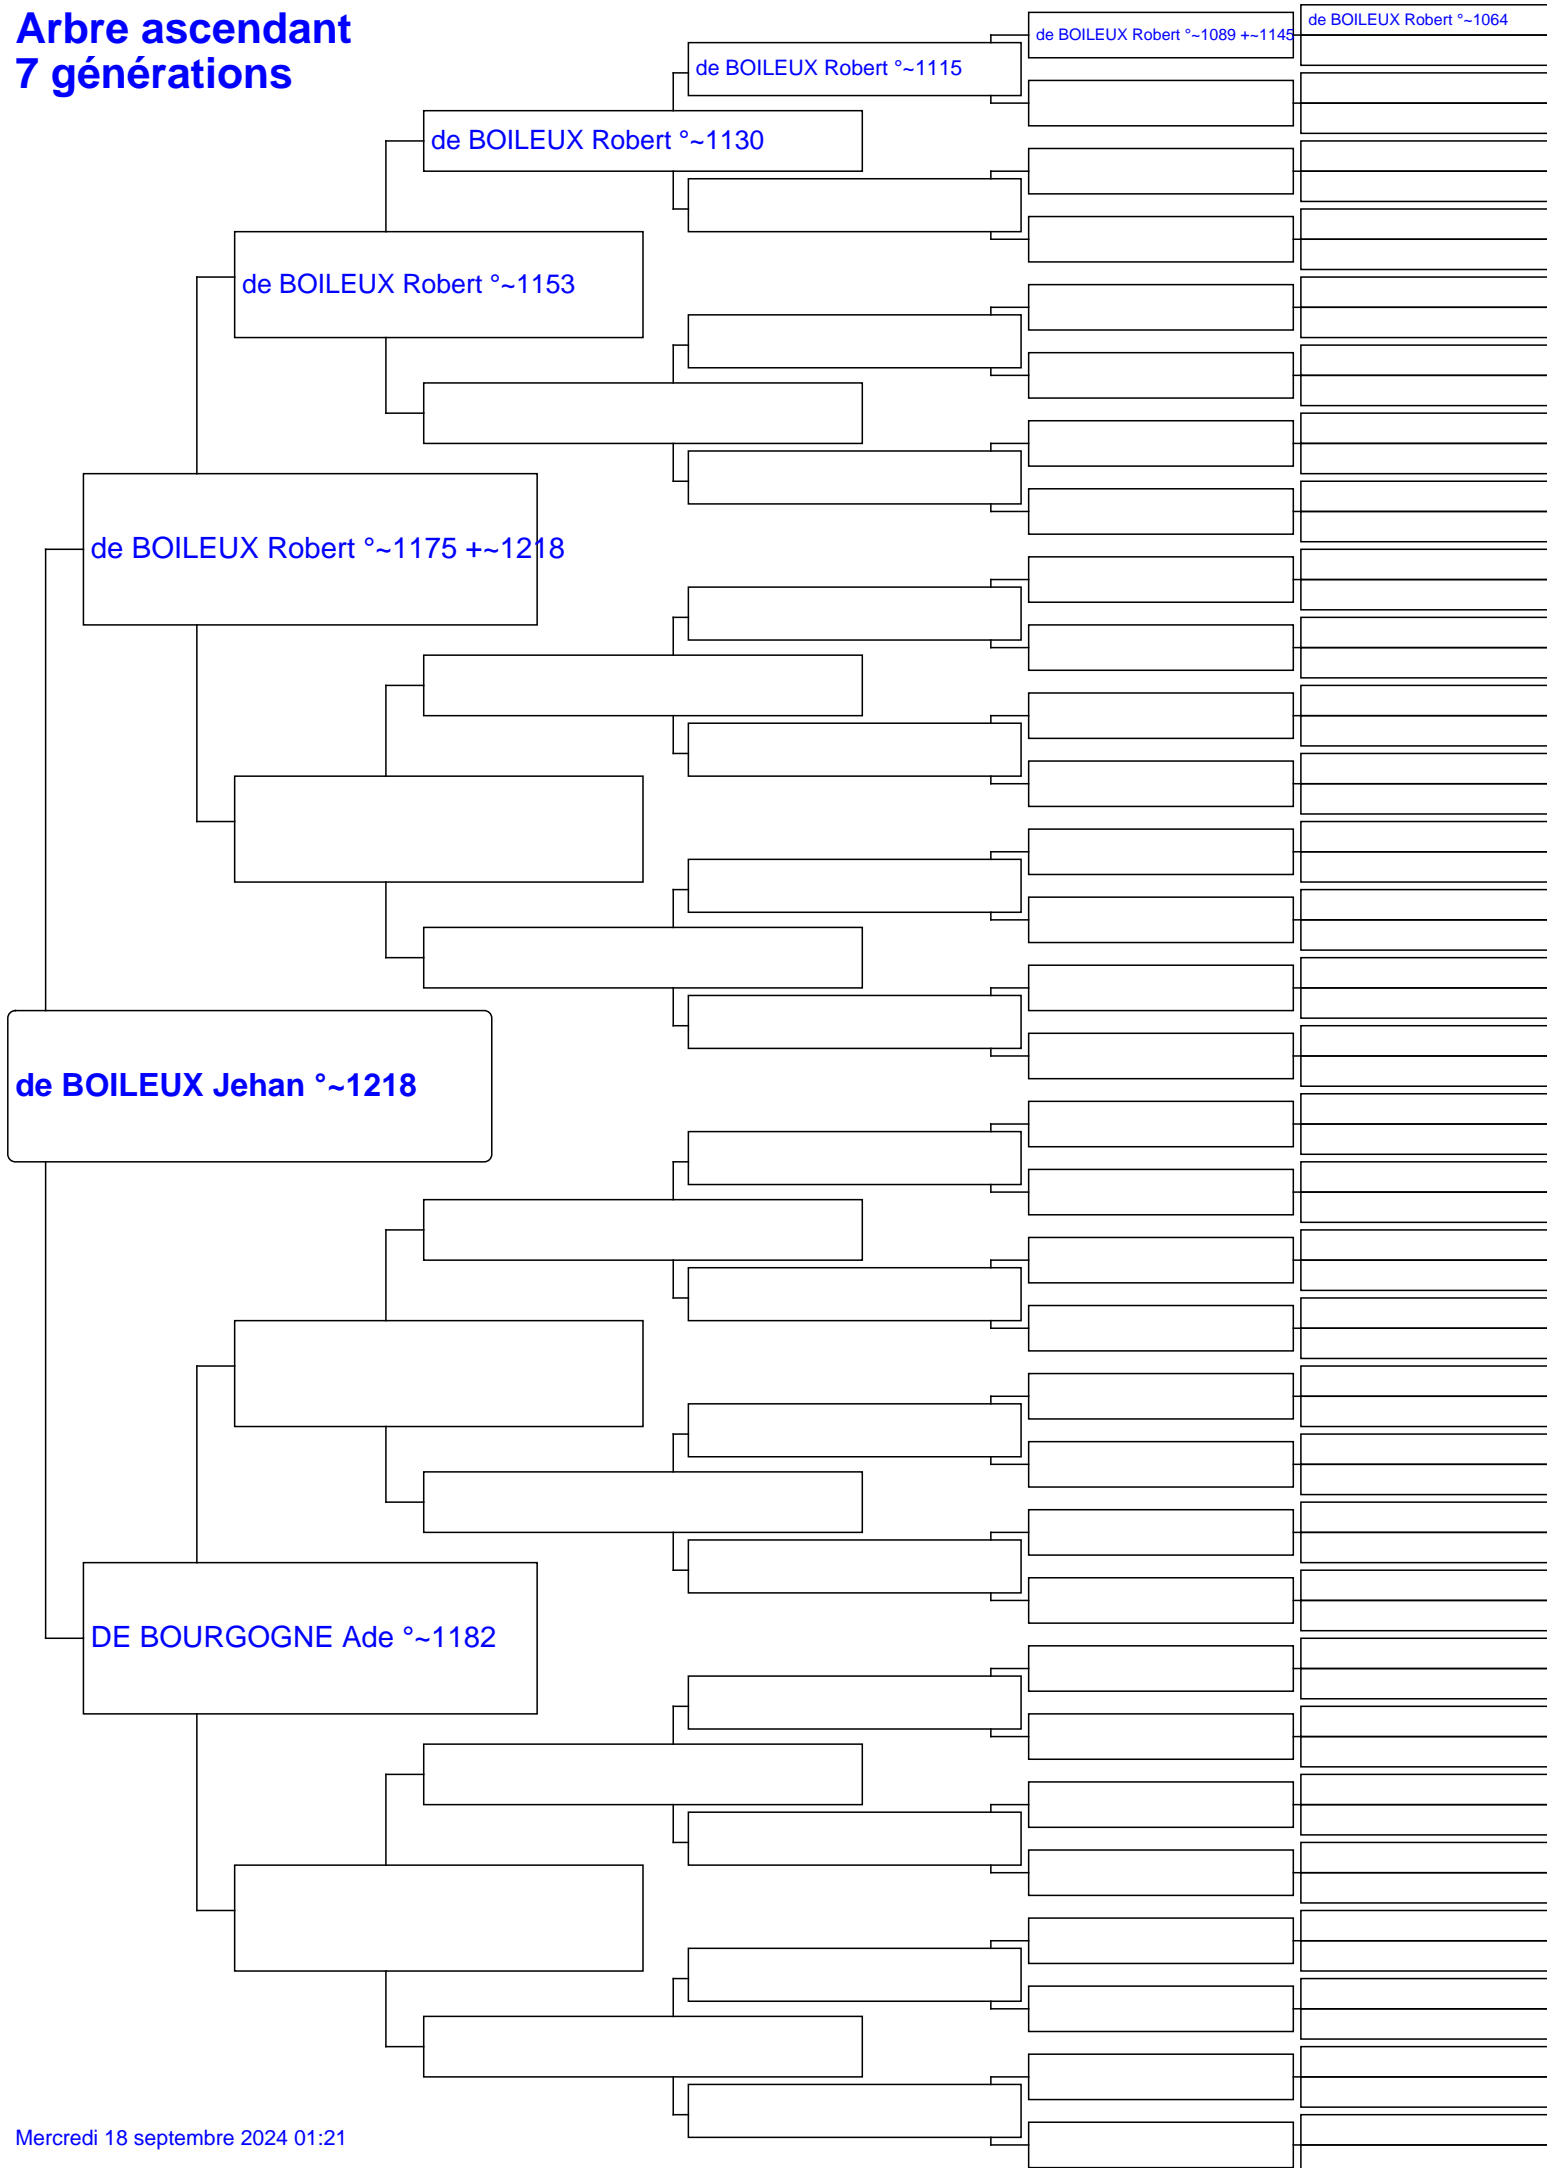 Arbre ascendant
7 générations
de BOILEUX Robert °~1064
de BOILEUX Robert °~1089 +~1145
de BOILEUX Robert °~1115
de BOILEUX Robert °~1130
de BOILEUX Robert °~1153
de BOILEUX Robert °~1175 +~1218
de BOILEUX Jehan °~1218
DE BOURGOGNE Ade °~1182
Mercredi 18 septembre 2024 01:21